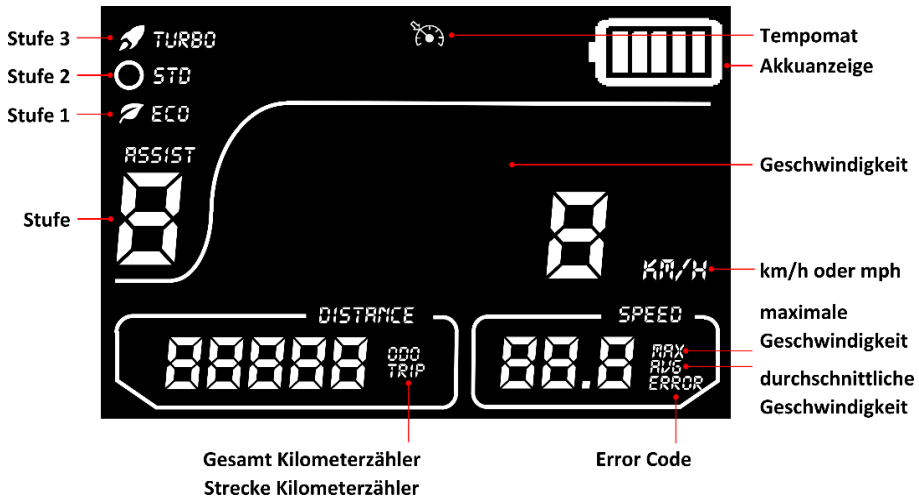 Stufe 3
TURBO
Tempomat
Stufe 2
STD
Akkuanzeige
Stufe 1
ECO
ASSIST
Geschwindigkeit
Stufe
8
8
KM/H
km/h oder mph
DISTANCE
SPEED
maximale
Geschwindigkeit
88888
ODO
TRIP
88.8
MAX
AVG
ERROR
durchschnittliche
Geschwindigkeit
Gesamt Kilometerzähler
Strecke Kilometerzähler
Error Code